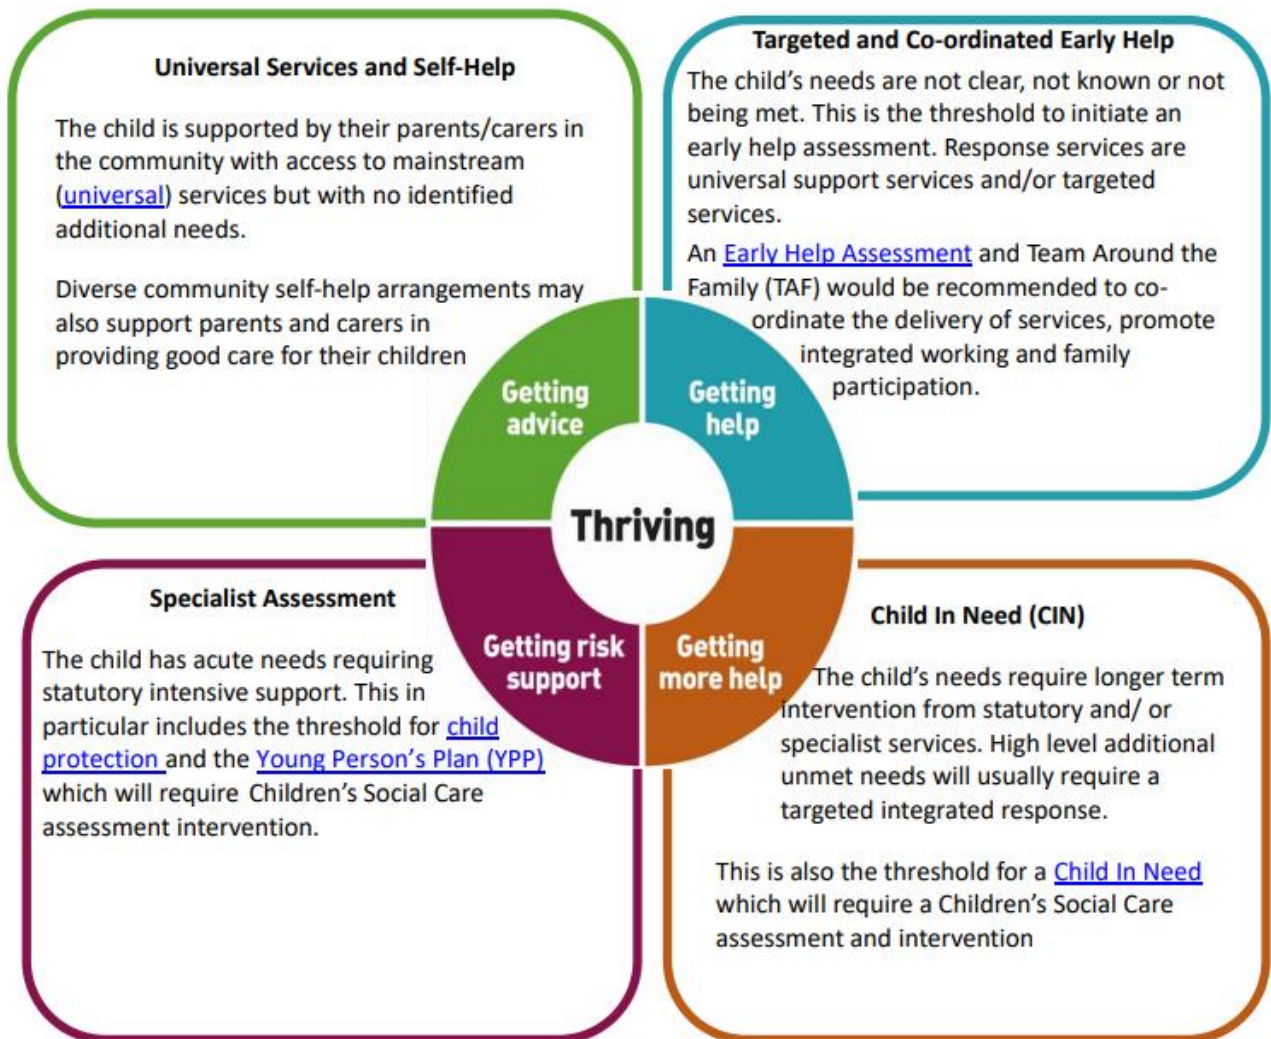 Universal Services and Self-Help
The child is supported by their parents/carers in
the community with access to mainstream
(universal) services but with no identified
additional needs.
Diverse community self-help arrangements may
also support parents and carers in
providing good care for their children
Targeted and Co-ordinated Early Help
The child’s needs are not clear, not known or not
being met. This is the threshold to initiate an
early help assessment. Response services are
universal support services and/or targeted
services.
An Early Help Assessment and Team Around the
Family (TAF) would be recommended to co-
ordinate the delivery of services, promote
integrated working and family
participation.
Getting
advice
Getting
help
Thriving
Getting risk
support
Getting
more help
Specialist Assessment
The child has acute needs requiring
statutory intensive support. This in
particular includes the threshold for child
protection and the Young Person’s Plan (YPP)
which will require Children’s Social Care
assessment intervention.
Child In Need (CIN)
The child’s needs require longer term
intervention from statutory and/ or
specialist services. High level additional
unmet needs will usually require a
targeted integrated response.
This is also the threshold for a Child In Need
which will require a Children’s Social Care
assessment and intervention